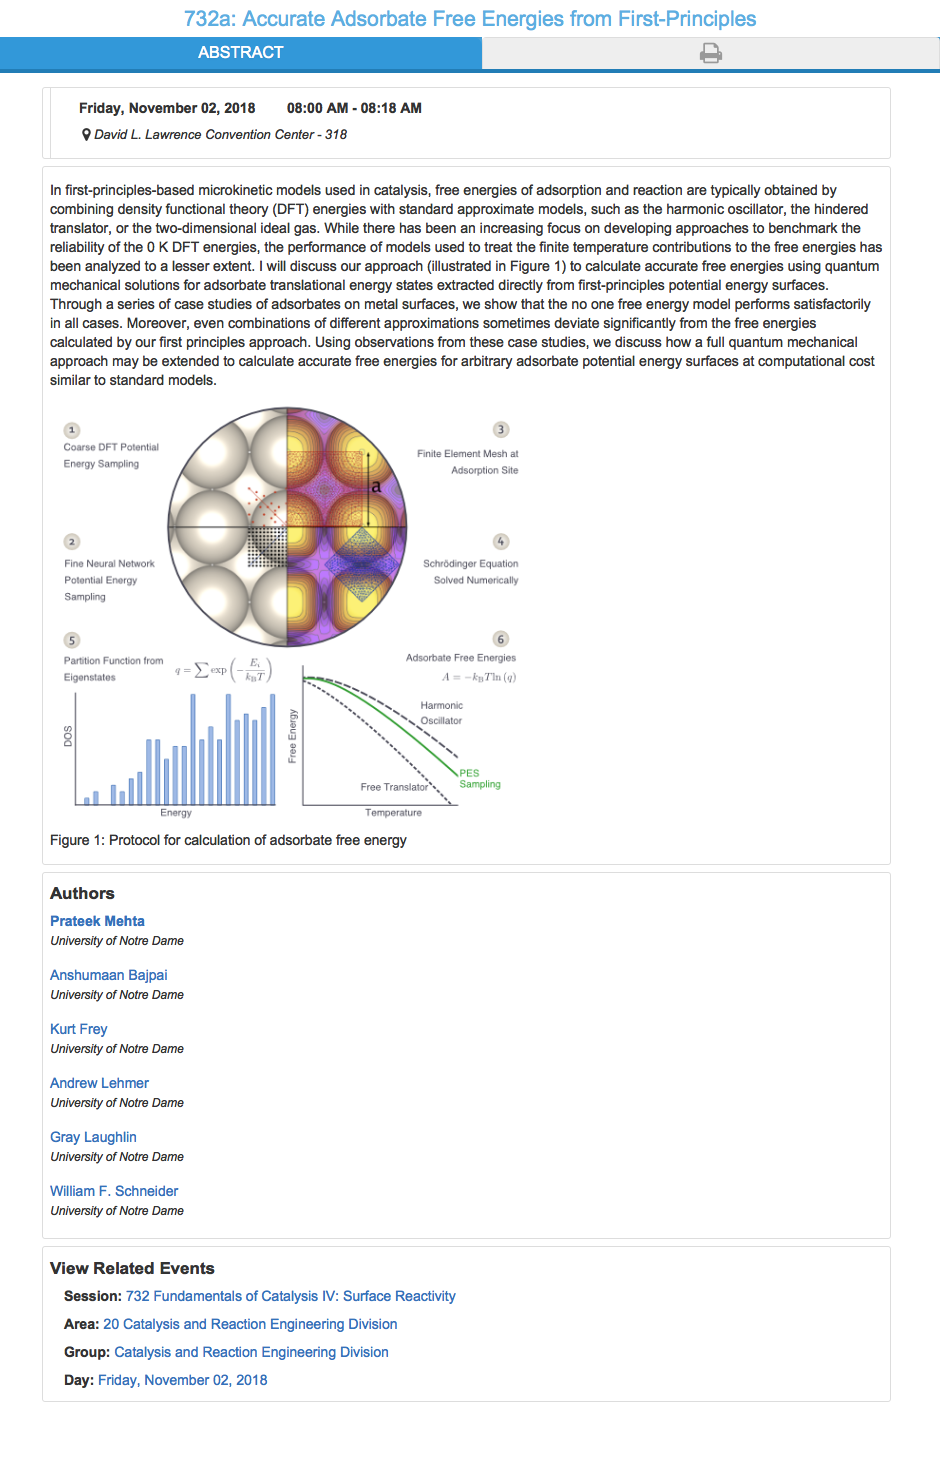 732a: Accurate Adsorbate Free Energies from First-Principles
ABSTRACT
Friday, November 02, 2018 08:00 AM - 08:18 AM
David L. Lawrence Convention Center - 318
In first-principles-based microkinetic models used in catalysis, free energies of adsorption and reaction are typically obtained by
combining density functional theory (DFT) energies with standard approximate models, such as the harmonic oscillator, the hindered
translator, or the two-dimensional ideal gas. While there has been an increasing focus on developing approaches to benchmark the
reliability of the 0 K DFT energies, the performance of models used to treat the finite temperature contributions to the free energies has
been analyzed to a lesser extent. I will discuss our approach (illustrated in Figure 1) to calculate accurate free energies using quantum
mechanical solutions for adsorbate translational energy states extracted directly from first-principles potential energy surfaces.
Through a series of case studies of adsorbates on metal surfaces, we show that the no one free energy model performs satisfactorily
in all cases. Moreover, even combinations of different approximations sometimes deviate significantly from the free energies
calculated by our first principles approach. Using observations from these case studies, we discuss how a full quantum mechanical
approach may be extended to calculate accurate free energies for arbitrary adsorbate potential energy surfaces at computational cost
similar to standard models.
1
Coarse DFT Potential
Energy Sampling
2
Fine Neural Network
Potential Energy
Sampling
a
3
Finite Element Mesh at
Adsorption Site
4
Schrödinger Equation
Solved Numerically
5
Partition Function from
Eigenstates
q = ∑ exp (−E_i/k_BT)
DOS
Energy
6
Adsorbate Free Energies
A = −k_BT ln (q)
Harmonic
Oscillator
Free Energy
PES
Sampling
Free Translator
Temperature
Figure 1: Protocol for calculation of adsorbate free energy
Authors
Prateek Mehta
University of Notre Dame
Anshumaan Bajpai
University of Notre Dame
Kurt Frey
University of Notre Dame
Andrew Lehmer
University of Notre Dame
Gray Laughlin
University of Notre Dame
William F. Schneider
University of Notre Dame
View Related Events
Session: 732 Fundamentals of Catalysis IV: Surface Reactivity
Area: 20 Catalysis and Reaction Engineering Division
Group: Catalysis and Reaction Engineering Division
Day: Friday, November 02, 2018